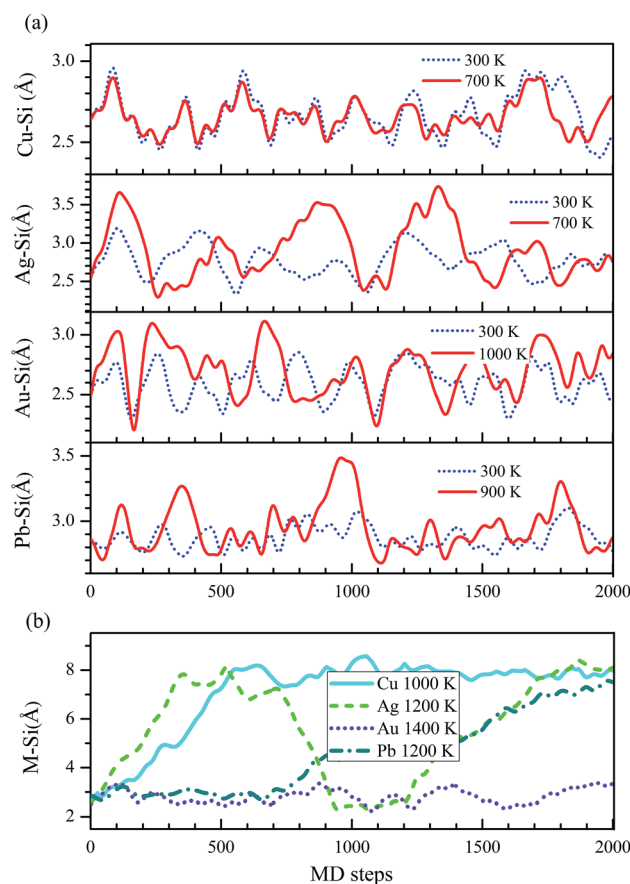 (a)
Cu-Si (Å)
3.0
2.5
300 K
700 K
Ag-Si(Å)
3.5
3.0
2.5
300 K
700 K
Au-Si(Å)
3.0
2.5
300 K
1000 K
Pb-Si(Å)
3.5
3.0
300 K
900 K
0 500 1000 1500 2000
(b)
M-Si(Å)
8
6
4
2
Cu 1000 K
Ag 1200 K
Au 1400 K
Pb 1200 K
0 500 1000 1500 2000
MD steps